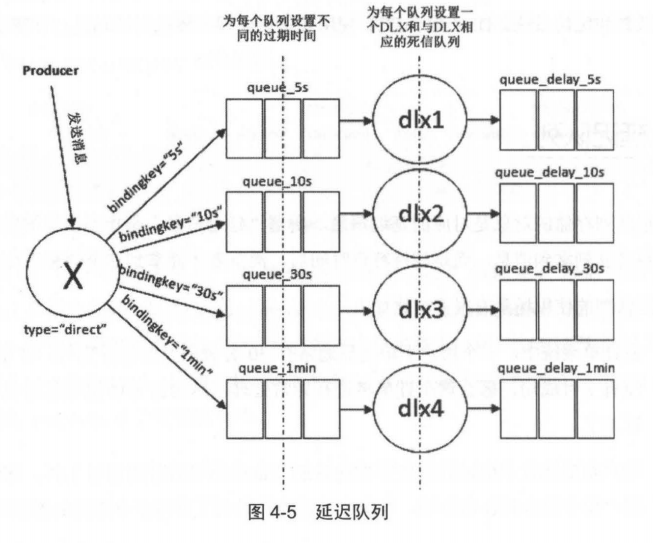 为每个队列设置不
同的过期时间
为每个队列设置一
个DLX和与DLX相
应的死信队列
Producer
发送消息
X
type="direct"
bindingkey="5s"
queue_5s
dlx1
queue_delay_5s
bindingkey="10s"
queue_10s
dlx2
queue_delay_10s
bindingkey="30s"
queue_30s
dlx3
queue_delay_30s
bindingkey="1min"
queue_1min
dlx4
queue_delay_1min
图 4-5 延迟队列